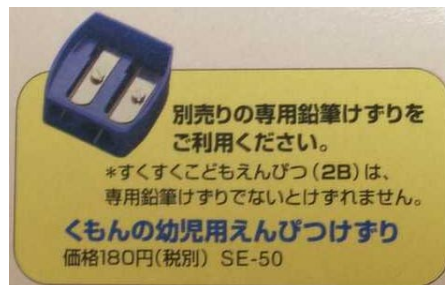 別売りの専用鉛筆けずりを
ご利用ください。
*すくすくこどもえんぴつ(2B)は、
専用鉛筆けずりでないとけずれません。
くもんの幼児用えんぴつけずり
価格180円(税別) SE-50